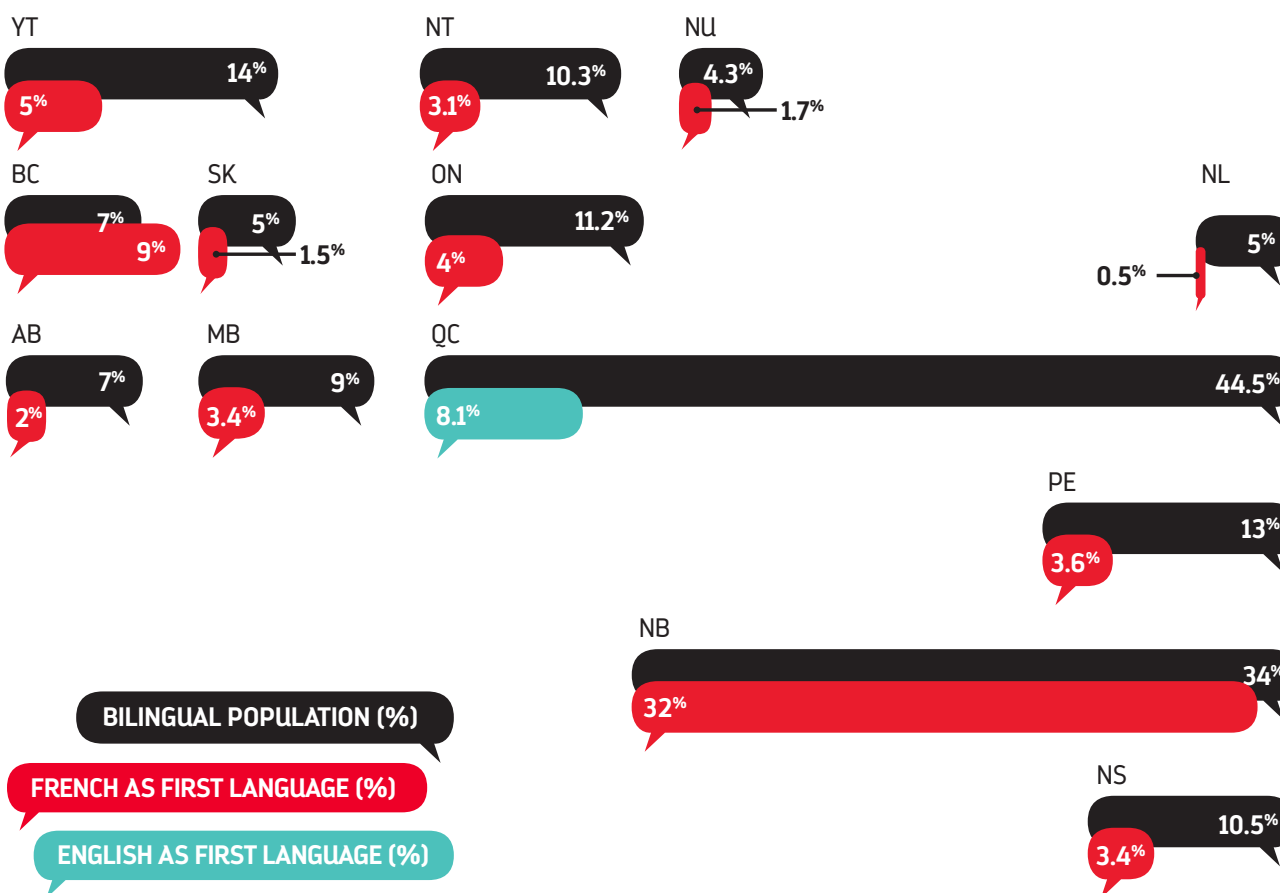 YT
14%
5%
NT
10.3%
3.1%
NU
4.3%
1.7%
BC
7%
9%
SK
5%
1.5%
ON
11.2%
4%
NL
5%
0.5%
AB
7%
2%
MB
9%
3.4%
QC
44.5%
8.1%
PE
13%
3.6%
NB
34%
32%
NS
10.5%
3.4%
BILINGUAL POPULATION (%)
FRENCH AS FIRST LANGUAGE (%)
ENGLISH AS FIRST LANGUAGE (%)